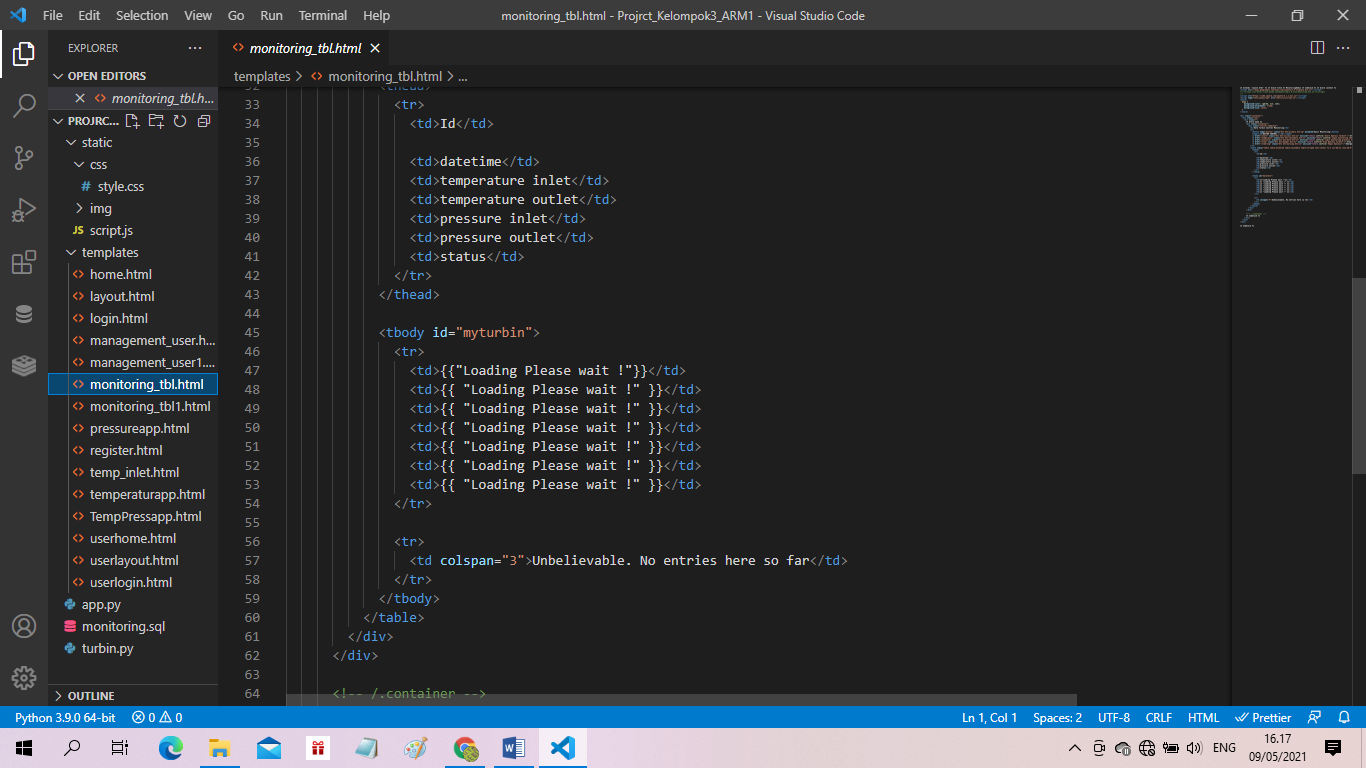 File Edit Selection View Go Run Terminal Help
monitoring_tbl.html - Projrct_Kelompok3_ARM1 - Visual Studio Code
EXPLORER
OPEN EDITORS
monitoring_tbl.h...
PROJRC...
static
css
# style.css
img
JS script.js
templates
<> home.html
<> layout.html
<> login.html
<> management_user.h...
<> management_user1....
<> monitoring_tbl.html
<> monitoring_tbl1.html
<> pressureapp.html
<> register.html
<> temp_inlet.html
<> temperaturapp.html
<> TempPressapp.html
<> userhome.html
<> userlayout.html
<> userlogin.html
app.py
monitoring.sql
turbin.py
OUTLINE
<> monitoring_tbl.html
templates > <> monitoring_tbl.html > ...
32 <thead>
33 <tr>
34 <td>Id</td>
35
36 <td>datetime</td>
37 <td>temperature inlet</td>
38 <td>temperature outlet</td>
39 <td>pressure inlet</td>
40 <td>pressure outlet</td>
41 <td>status</td>
42 </tr>
43 </thead>
44
45 <tbody id="myturbin">
46 <tr>
47 <td>{{"Loading Please wait !"}}</td>
48 <td>{{ "Loading Please wait !" }}</td>
49 <td>{{ "Loading Please wait !" }}</td>
50 <td>{{ "Loading Please wait !" }}</td>
51 <td>{{ "Loading Please wait !" }}</td>
52 <td>{{ "Loading Please wait !" }}</td>
53 <td>{{ "Loading Please wait !" }}</td>
54 </tr>
55
56 <tr>
57 <td colspan="3">Unbelievable. No entries here so far</td>
58 </tr>
59 </tbody>
60 </table>
61 </div>
62 </div>
63
64 <!-- /.container -->
Python 3.9.0 64-bit 0 0 Ln 1, Col 1 Spaces: 2 UTF-8 CRLF HTML Prettier
ENG
16.17
09/05/2021